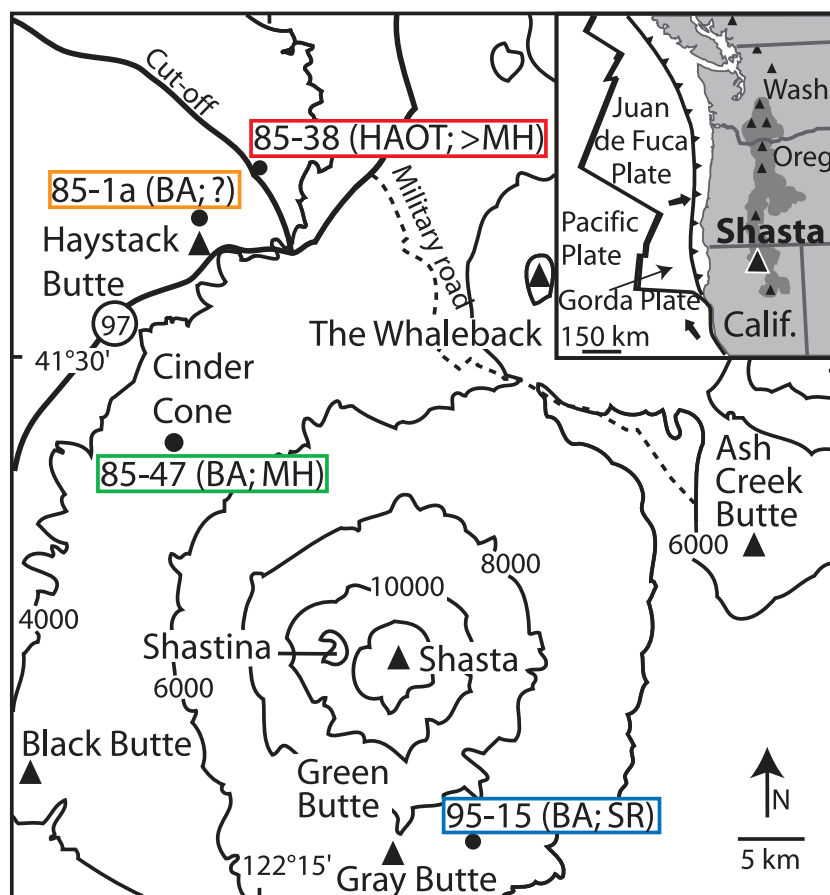 Cut-off
85-38 (HAOT; >MH)
85-1a (BA; ?)
Haystack
Butte
97
41°30'
Military road
The Whaleback
Cinder
Cone
85-47 (BA; MH)
Juan
de Fuca
Plate
Pacific
Plate
Gorda Plate
150 km
Wash
Oreg
Shasta
Calif.
Ash
Creek
Butte
6000
8000
10000
4000
Shastina
Shasta
6000
Black Butte
Green
Butte
95-15 (BA; SR)
N
5 km
122°15'
Gray Butte